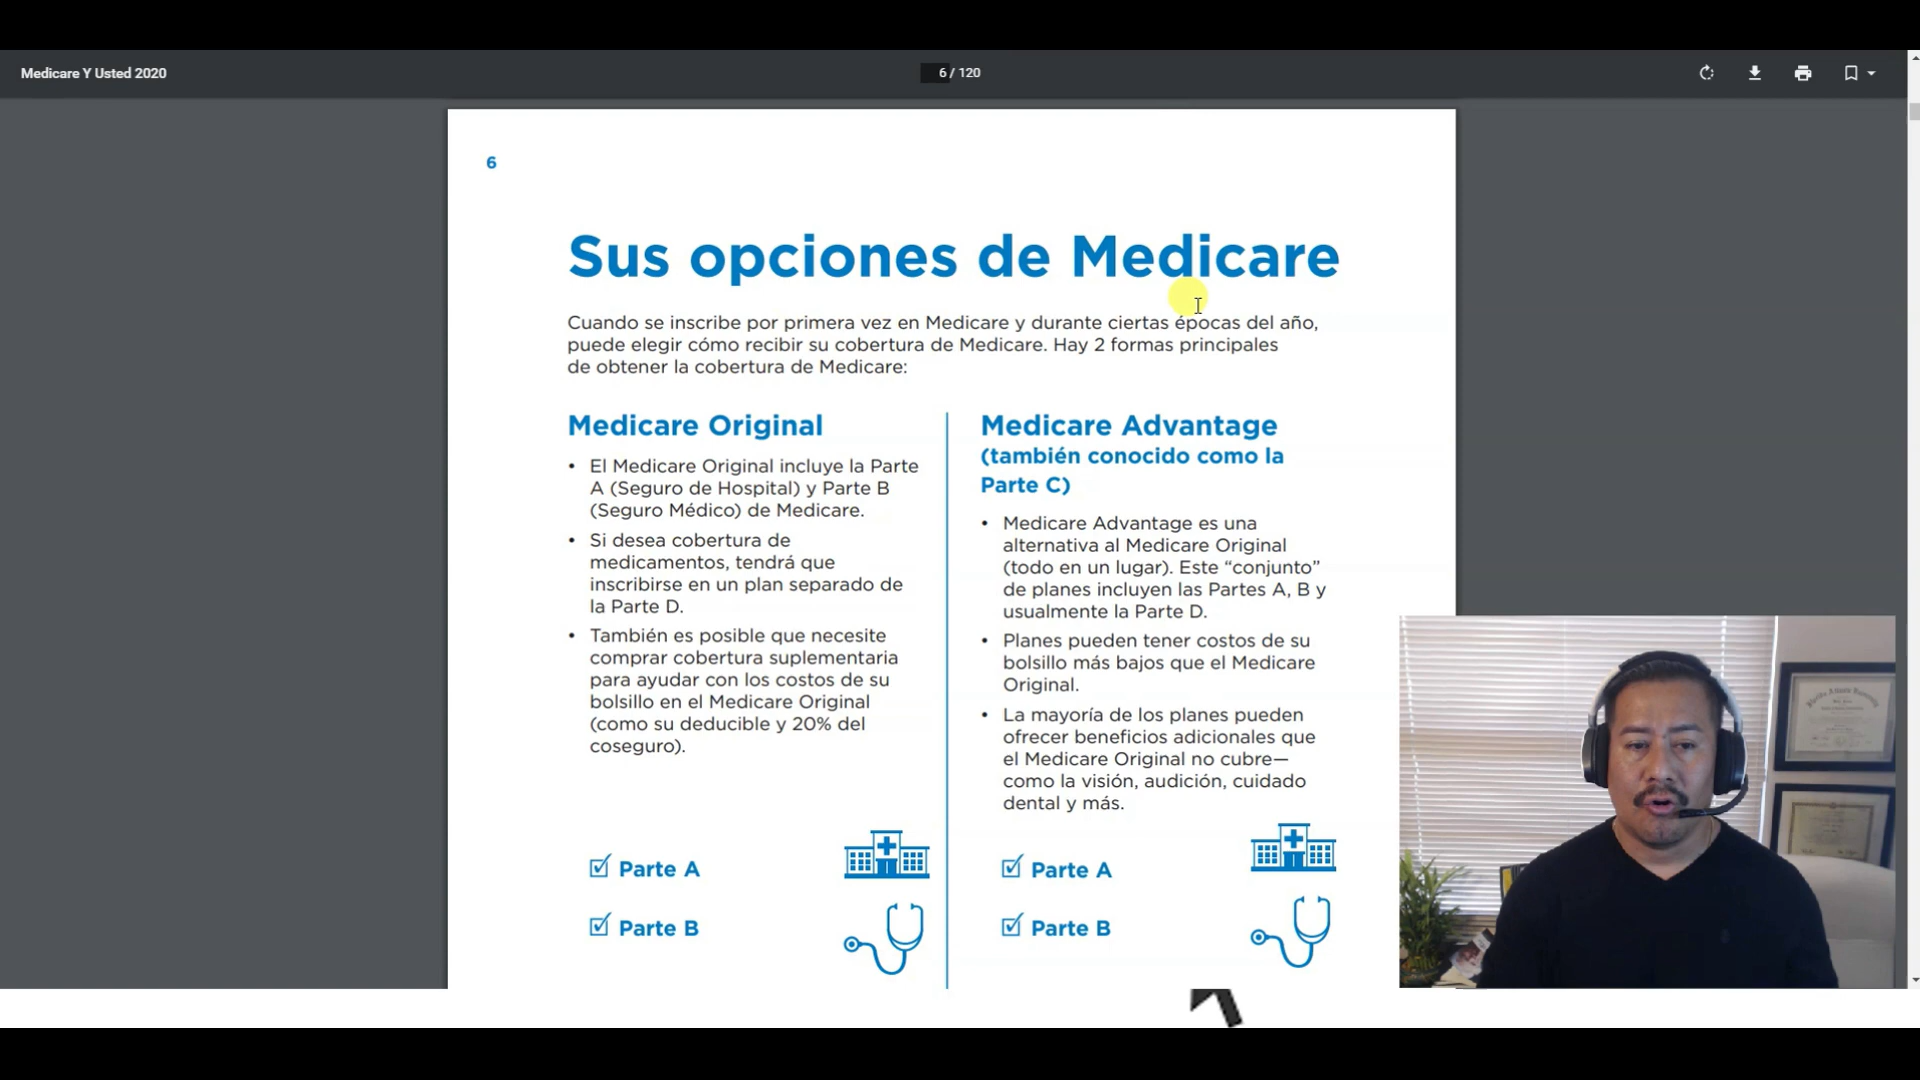 Medicare Y Usted 2020
6 / 120
6
Sus opciones de Medicare
Cuando se inscribe por primera vez en Medicare y durante ciertas épocas del año,
puede elegir cómo recibir su cobertura de Medicare. Hay 2 formas principales
de obtener la cobertura de Medicare:
Medicare Original
• El Medicare Original incluye la Parte
A (Seguro de Hospital) y Parte B
(Seguro Médico) de Medicare.
• Si desea cobertura de
medicamentos, tendrá que
inscribirse en un plan separado de
la Parte D.
• También es posible que necesite
comprar cobertura suplementaria
para ayudar con los costos de su
bolsillo en el Medicare Original
(como su deducible y 20% del
coseguro).
Parte A
Parte B
Medicare Advantage
(también conocido como la
Parte C)
• Medicare Advantage es una
alternativa al Medicare Original
(todo en un lugar). Este “conjunto”
de planes incluyen las Partes A, B y
usualmente la Parte D.
• Planes pueden tener costos de su
bolsillo más bajos que el Medicare
Original.
• La mayoría de los planes pueden
ofrecer beneficios adicionales que
el Medicare Original no cubre—
como la visión, audición, cuidado
dental y más.
Parte A
Parte B